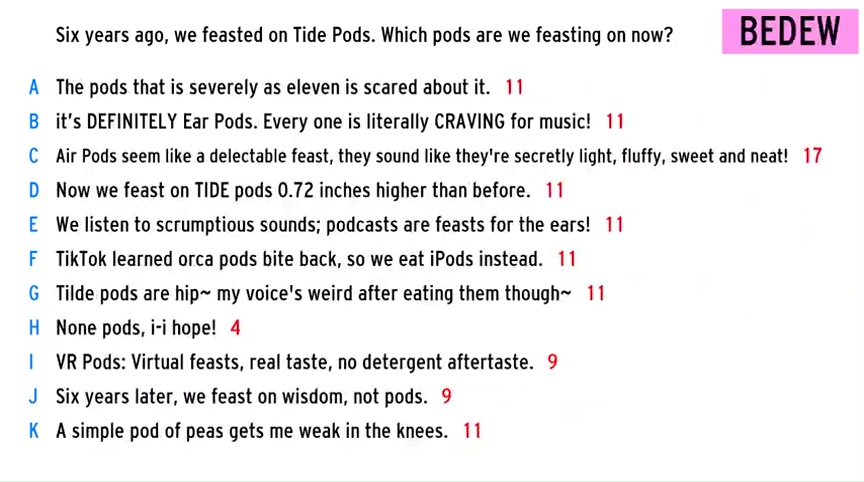 Six years ago, we feasted on Tide Pods. Which pods are we feasting on now?
BEDEW
A The pods that is severely as eleven is scared about it. 11
B it's DEFINITELY Ear Pods. Every one is literally CRAVING for music! 11
C Air Pods seem like a delectable feast, they sound like they're secretly light, fluffy, sweet and neat! 17
D Now we feast on TIDE pods 0.72 inches higher than before. 11
E We listen to scrumptious sounds; podcasts are feasts for the ears! 11
F TikTok learned orca pods bite back, so we eat iPods instead. 11
G Tilde pods are hip~ my voice's weird after eating them though~ 11
H None pods, i-i hope! 4
I VR Pods: Virtual feasts, real taste, no detergent aftertaste. 9
J Six years later, we feast on wisdom, not pods. 9
K A simple pod of peas gets me weak in the knees. 11